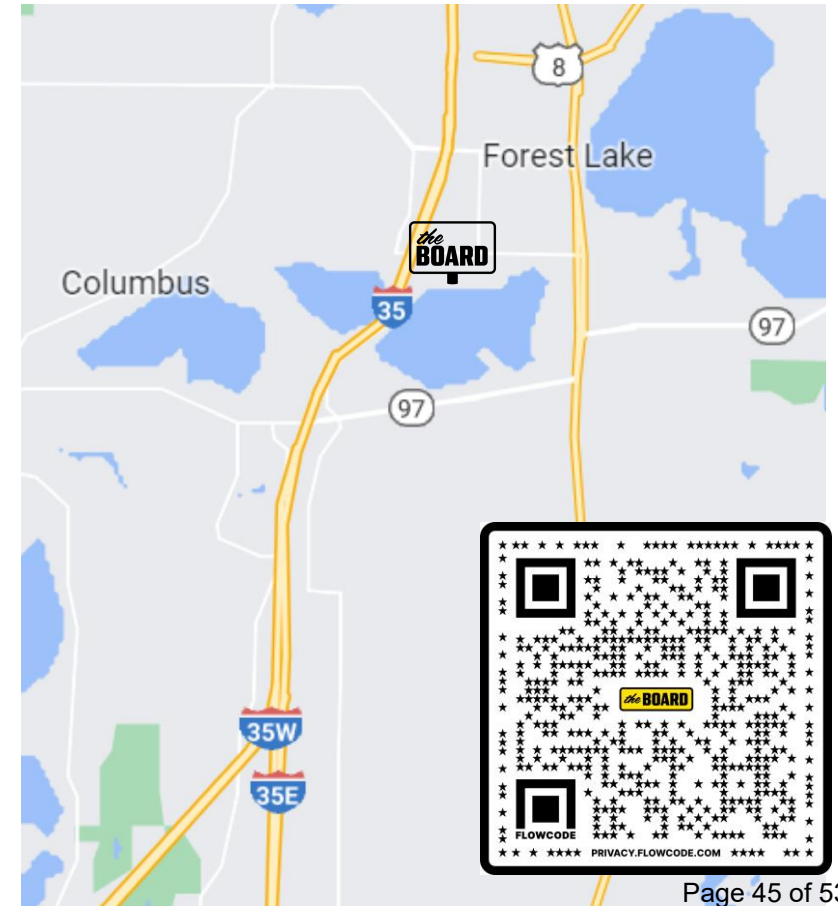 8
Forest Lake
the
BOARD
Columbus
35
97
97
35W
35E
the BOARD
FLOWCODE
PRIVACY.FLOWCODE.COM
Page 45 of 53